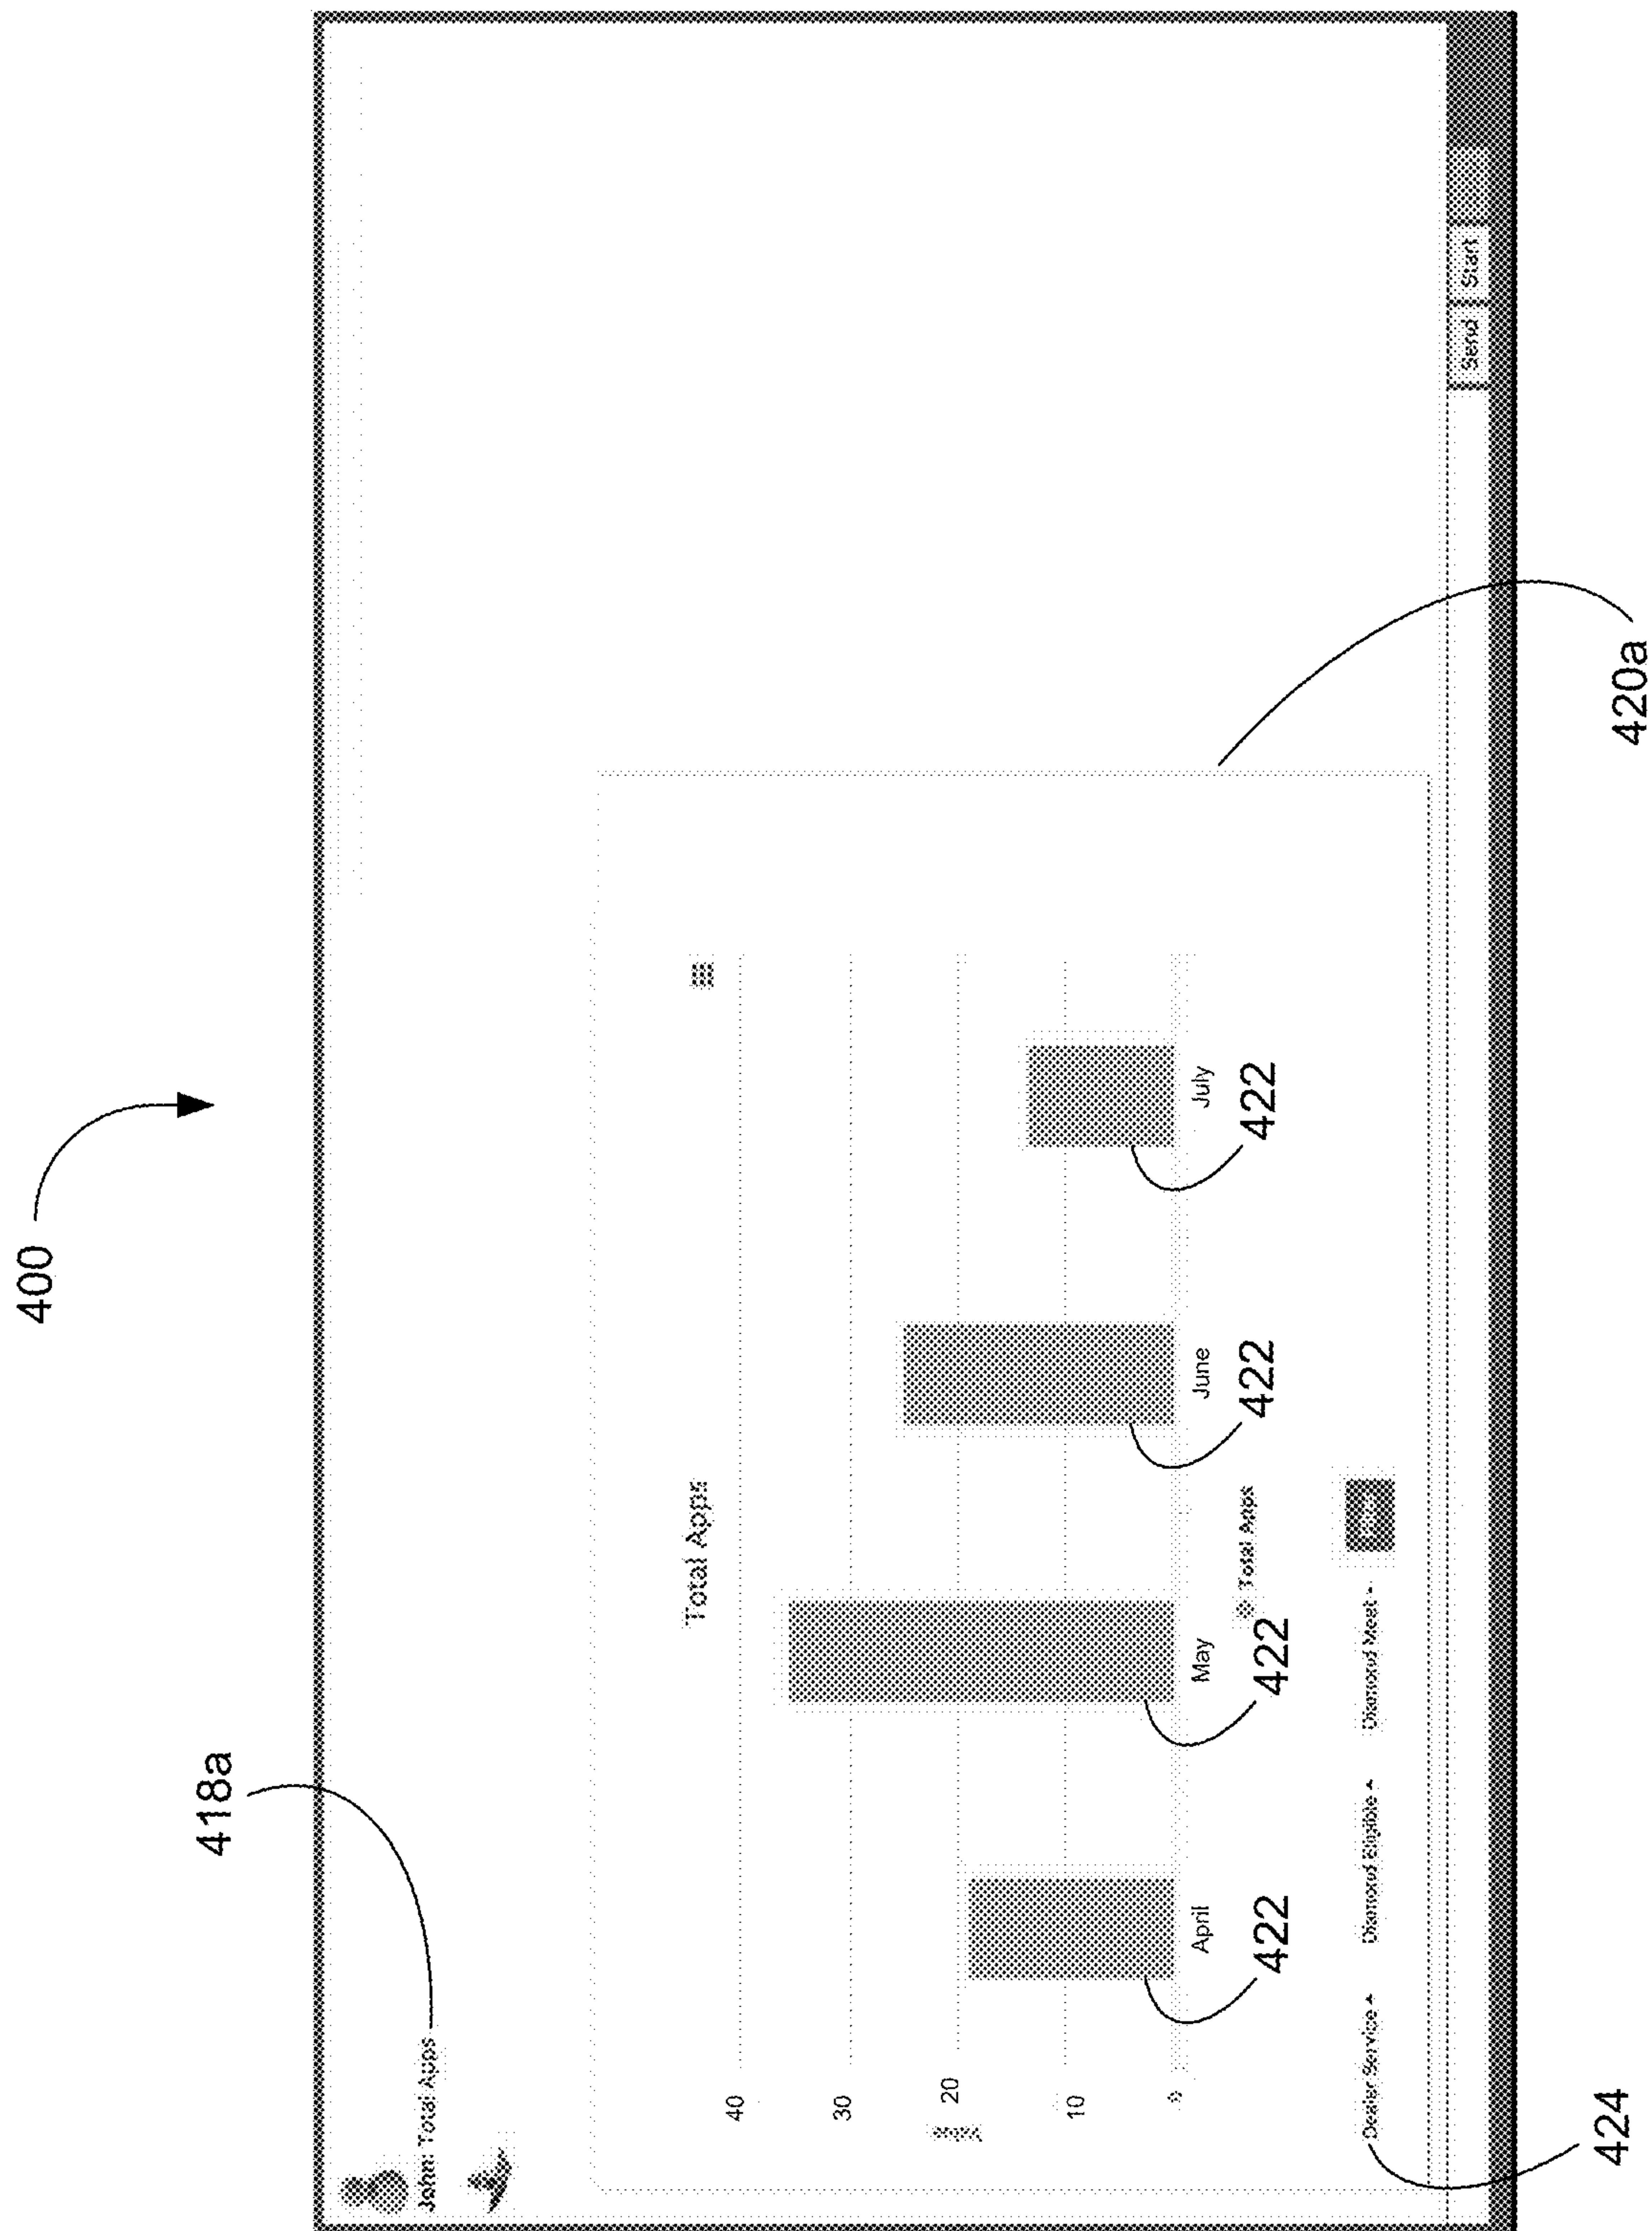 400
418a
John: Total Apps
Total Apps
40
30
20
10
0
April
May
June
July
422
422
422
422
Total Apps
Dealer Service
Diamond Eligible
Diamond Meet
424
420a
Send
Start